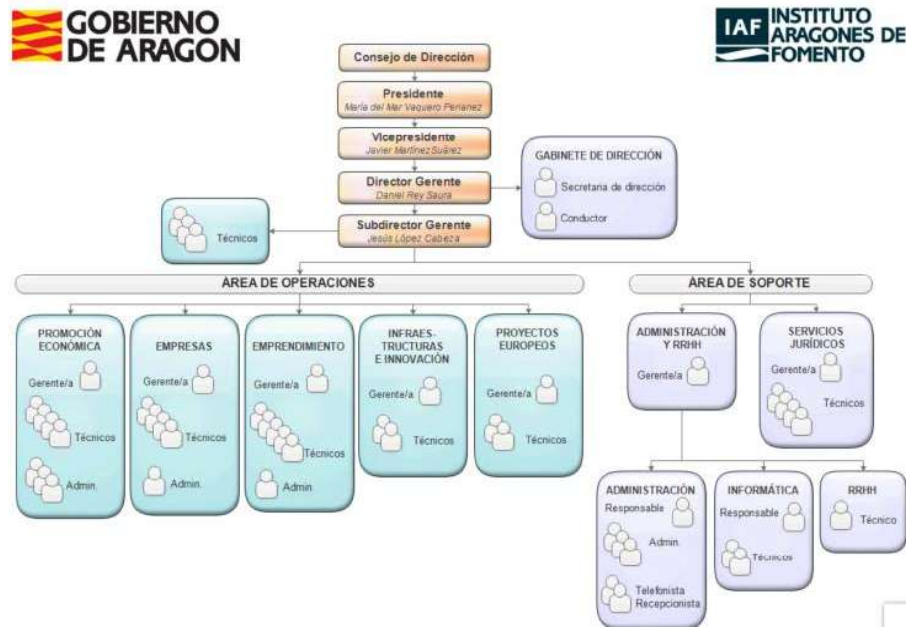 GOBIERNO
DE ARAGON
IAF
INSTITUTO
ARAGONES DE
FOMENTO
Consejo de Dirección
Presidente
María del Mar Vaquero Perianez
Vicepresidente
Javier Martínez Suárez
Director Gerente
Daniel Rey Saura
Subdirector Gerente
Jesús López Cabeza
GABINETE DE DIRECCIÓN
Secretaria de dirección
Conductor
Técnicos
ÁREA DE OPERACIONES
PROMOCIÓN
ECONÓMICA
Gerente/a
Técnicos
Admin.
EMPRESAS
Gerente/a
Técnicos
Admin.
EMPRENDIMIENTO
Gerente/a
Técnicos
Admin.
INFRAES-
TRUCTURAS
E INNOVACIÓN
Gerente/a
Técnicos
PROYECTOS
EUROPEOS
Gerente/a
Técnicos
ÁREA DE SOPORTE
ADMINISTRACIÓN
Y RRHH
Gerente/a
SERVICIOS
JURÍDICOS
Gerente/a
Técnicos
ADMINISTRACIÓN
Responsable
Admin.
Telefonista
Recepcionista
INFORMÁTICA
Responsable
Técnicos
RRHH
Técnico